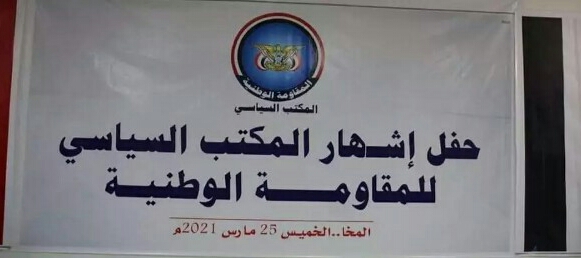 المقاومة الوطنية
المكتب السياسي
حفل إشهار المكتب السياسي
للمقاومة الوطنية
المخا..الخميس 25 مارس 2021م